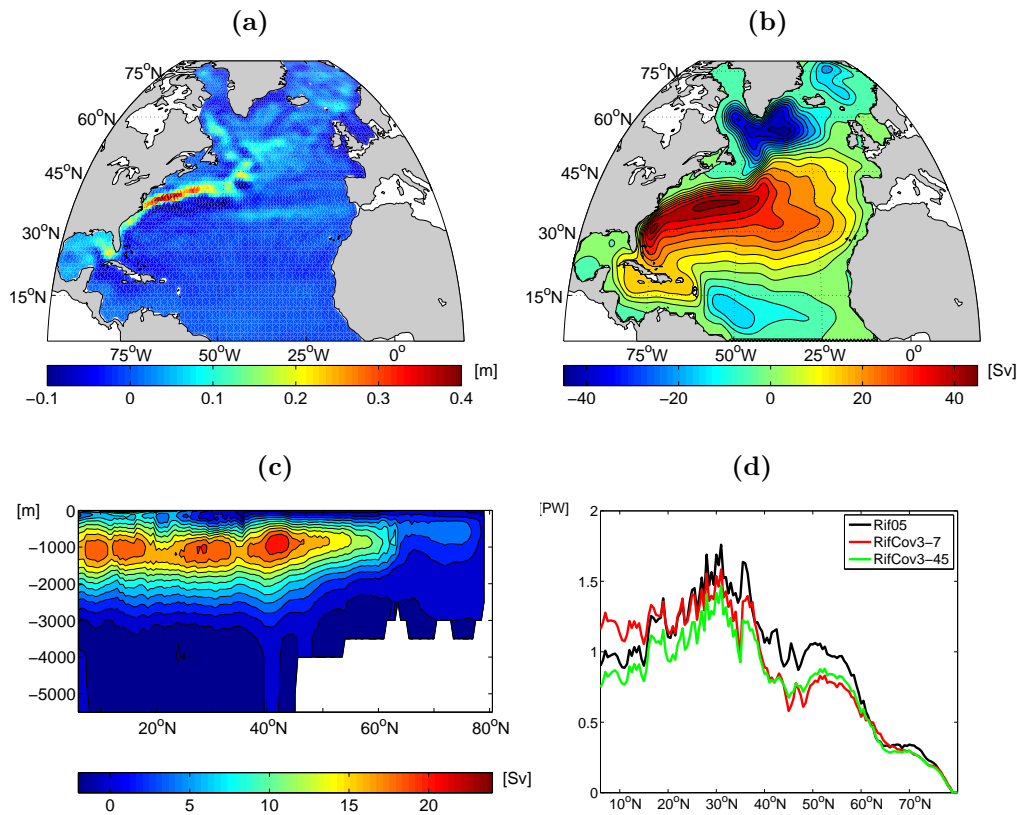 (a)
75°N
60°N
45°N
30°N
15°N
75°W 50°W 25°W 0°
[m]
−0.1 0 0.1 0.2 0.3 0.4
(b)
75°N
60°N
45°N
30°N
15°N
75°W 50°W 25°W 0°
[Sv]
−40 −20 0 20 40
(c)
[m]
0
−1000
−2000
−3000
−4000
−5000
20°N 40°N 60°N 80°N
[Sv]
0 5 10 15 20
(d)
[PW]
2
1.5
1
0.5
0
10°N 20°N 30°N 40°N 50°N 60°N 70°N
Rif05
RifCov3−7
RifCov3−45